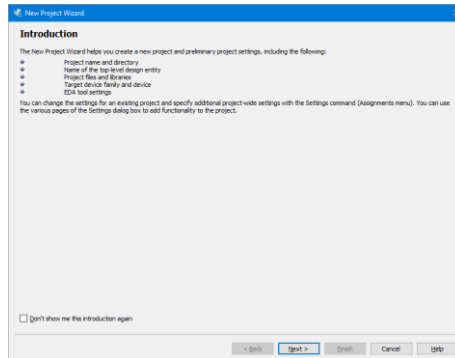 New Project Wizard
Introduction
The New Project Wizard helps you create a new project and preliminary project settings, including the following:
Project name and directory
Name of the top-level design entity
Project files and libraries
Target device family and device
EDA tool settings
You can change the settings for an existing project and specify additional project-wide settings with the Settings command (Assignments menu). You can use
the various pages of the Settings dialog box to add functionality to the project.
Don't show me this introduction again
< Back Next > Finish Cancel Help